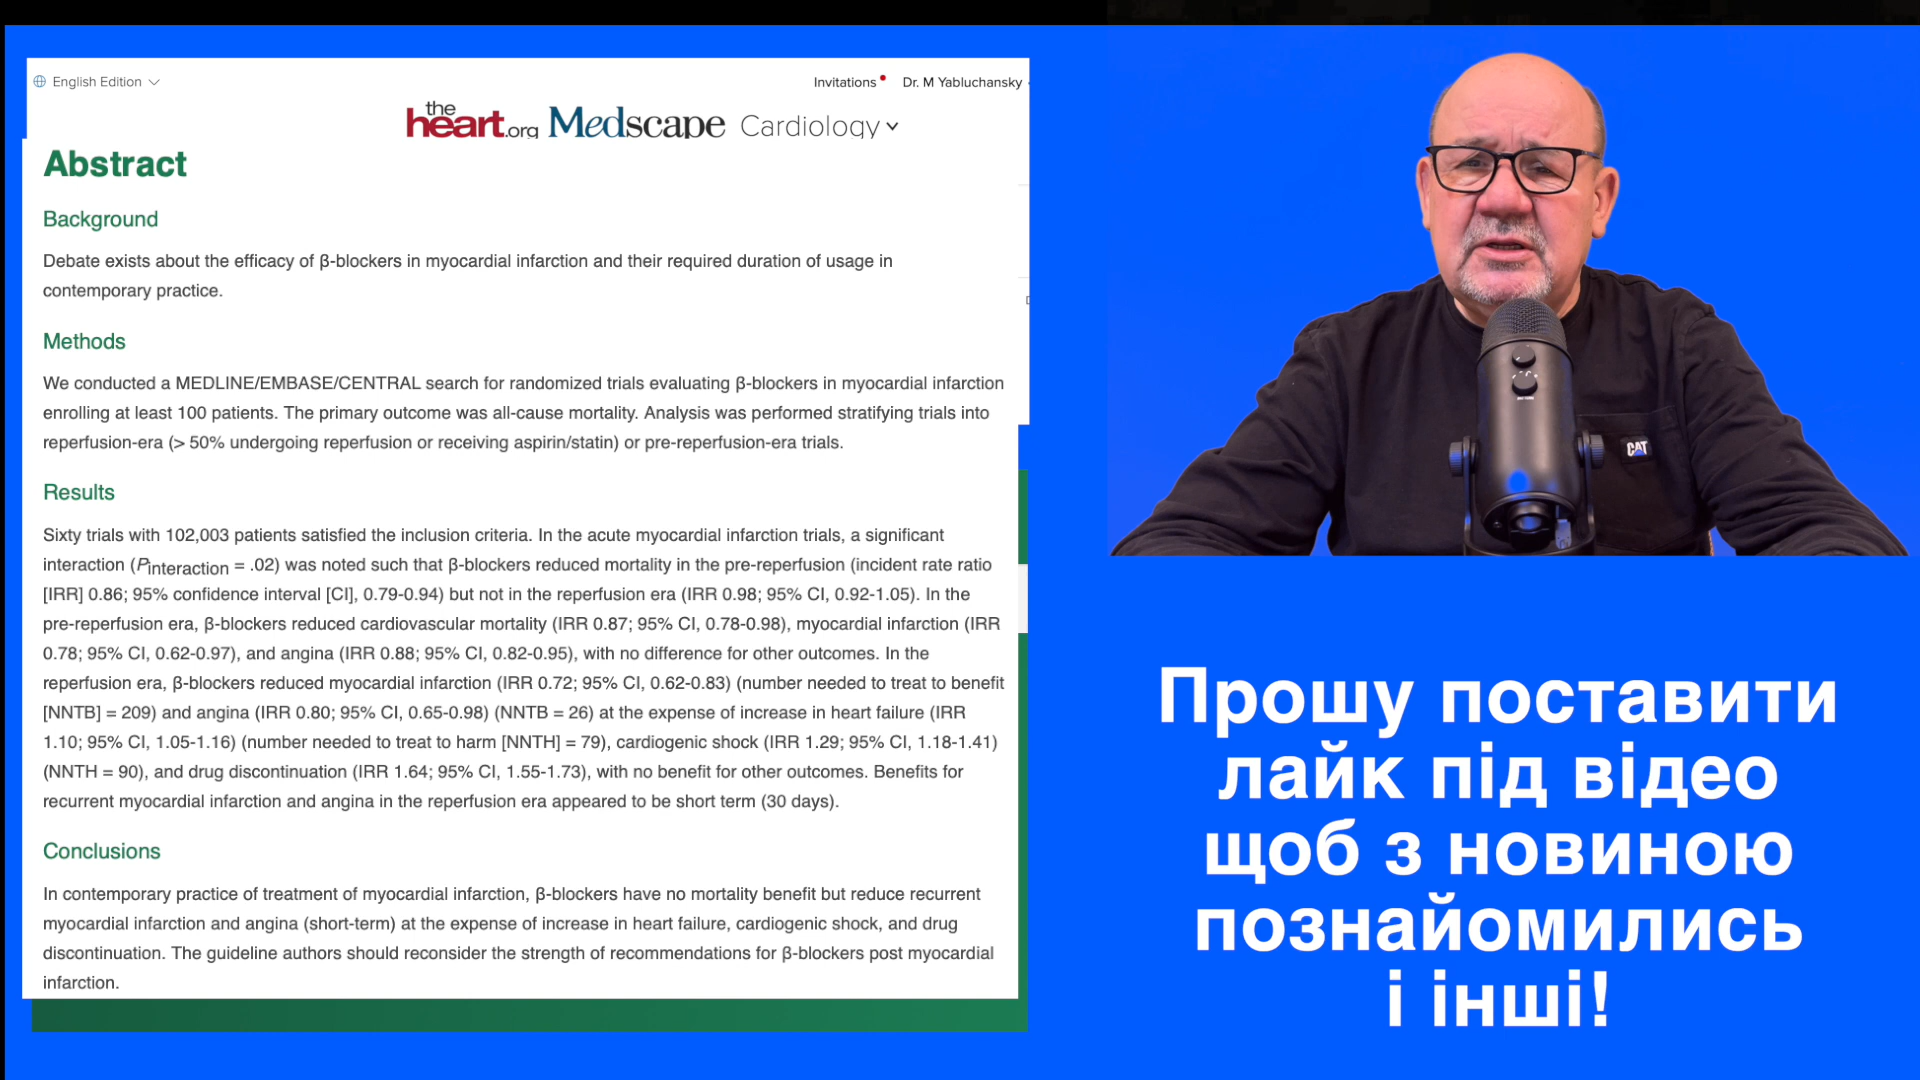 English Edition
Invitations
Dr. M Yabluchansky
the
heart.org Medscape Cardiology
Abstract
Background
Debate exists about the efficacy of β-blockers in myocardial infarction and their required duration of usage in
contemporary practice.
Methods
We conducted a MEDLINE/EMBASE/CENTRAL search for randomized trials evaluating β-blockers in myocardial infarction
enrolling at least 100 patients. The primary outcome was all-cause mortality. Analysis was performed stratifying trials into
reperfusion-era (> 50% undergoing reperfusion or receiving aspirin/statin) or pre-reperfusion-era trials.
Results
Sixty trials with 102,003 patients satisfied the inclusion criteria. In the acute myocardial infarction trials, a significant
interaction (Pinteraction = .02) was noted such that β-blockers reduced mortality in the pre-reperfusion (incident rate ratio
[IRR] 0.86; 95% confidence interval [CI], 0.79-0.94) but not in the reperfusion era (IRR 0.98; 95% CI, 0.92-1.05). In the
pre-reperfusion era, β-blockers reduced cardiovascular mortality (IRR 0.87; 95% CI, 0.78-0.98), myocardial infarction (IRR
0.78; 95% CI, 0.62-0.97), and angina (IRR 0.88; 95% CI, 0.82-0.95), with no difference for other outcomes. In the
reperfusion era, β-blockers reduced myocardial infarction (IRR 0.72; 95% CI, 0.62-0.83) (number needed to treat to benefit
[NNTB] = 209) and angina (IRR 0.80; 95% CI, 0.65-0.98) (NNTB = 26) at the expense of increase in heart failure (IRR
1.10; 95% CI, 1.05-1.16) (number needed to treat to harm [NNTH] = 79), cardiogenic shock (IRR 1.29; 95% CI, 1.18-1.41)
(NNTH = 90), and drug discontinuation (IRR 1.64; 95% CI, 1.55-1.73), with no benefit for other outcomes. Benefits for
recurrent myocardial infarction and angina in the reperfusion era appeared to be short term (30 days).
Conclusions
In contemporary practice of treatment of myocardial infarction, β-blockers have no mortality benefit but reduce recurrent
myocardial infarction and angina (short-term) at the expense of increase in heart failure, cardiogenic shock, and drug
discontinuation. The guideline authors should reconsider the strength of recommendations for β-blockers post myocardial
infarction.
CAT
Прошу поставити
лайк під відео
щоб з новиною
познайомились
і інші!